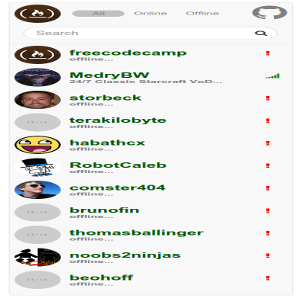 All Online Offline
Search
freecodecamp
offline...
MedryBW
24/7 Classic Starcraft VoD...
storbeck
offline...
terakilobyte
offline...
habathcx
offline...
RobotCaleb
offline...
comster404
offline...
brunofin
offline...
thomasballinger
offline...
noobs2ninjas
offline...
beohoff
offline...